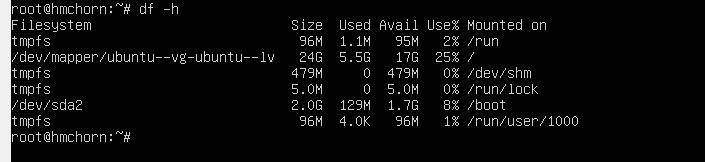 root@hmchorn:~# df -h
Filesystem                         Size  Used Avail Use% Mounted on
tmpfs                               96M  1.1M   95M   2% /run
/dev/mapper/ubuntu--vg-ubuntu--lv   24G  5.5G   17G  25% /
tmpfs                              479M     0  479M   0% /dev/shm
tmpfs                              5.0M     0  5.0M   0% /run/lock
/dev/sda2                          2.0G  129M  1.7G   8% /boot
tmpfs                               96M  4.0K   96M   1% /run/user/1000
root@hmchorn:~#